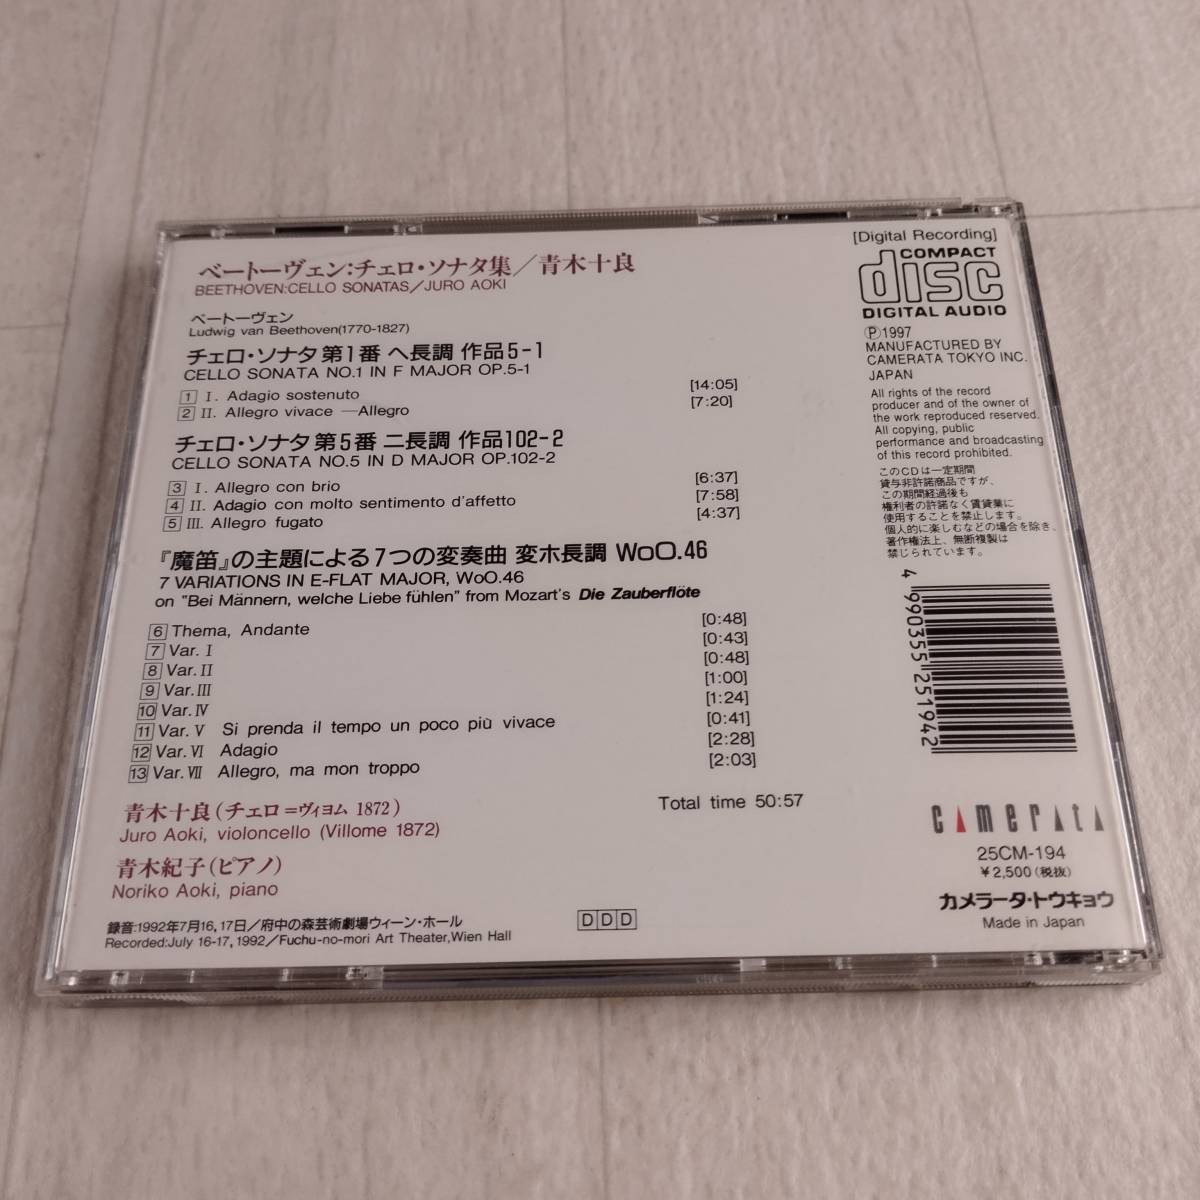 ベートーヴェン:チェロ・ソナタ集/青木十良
BEETHOVEN:CELLO SONATAS/JURO AOKI
ベートーヴェン
Ludwig van Beethoven(1770-1827)
チェロ・ソナタ 第1番 ヘ長調 作品5-1
CELLO SONATA NO.1 IN F MAJOR OP.5-1
1 I. Adagio sostenuto [14:05]
2 II. Allegro vivace —Allegro [7:20]
チェロ・ソナタ 第5番 ニ長調 作品102-2
CELLO SONATA NO.5 IN D MAJOR OP.102-2
3 I. Allegro con brio [6:37]
4 II. Adagio con molto sentimento d'affetto [7:58]
5 III. Allegro fugato [4:37]
『魔笛』の主題による7つの変奏曲 変ホ長調 WoO.46
7 VARIATIONS IN E-FLAT MAJOR, WoO.46
on "Bei Männern, welche Liebe fühlen" from Mozart's Die Zauberflöte
6 Thema, Andante [0:48]
7 Var. I [0:43]
8 Var. II [0:48]
9 Var. III [1:00]
10 Var. IV [1:24]
11 Var. V Si prenda il tempo un poco più vivace [0:41]
12 Var. VI Adagio [2:28]
13 Var. VII Allegro, ma mon troppo [2:03]
Total time 50:57
青木十良(チェロ=ヴィヨム 1872)
Juro Aoki, violoncello (Villome 1872)
青木紀子(ピアノ)
Noriko Aoki, piano
録音:1992年7月16, 17日/府中の森芸術劇場ウィーン・ホール
Recorded:July 16-17, 1992/Fuchu-no-mori Art Theater,Wien Hall
DDD
[Digital Recording]
COMPACT
disc
DIGITAL AUDIO
Ⓟ1997
MANUFACTURED BY
CAMERATA TOKYO INC.
JAPAN
All rights of the record
producer and of the owner of
the work reproduced reserved.
All copying, public
performance and broadcasting
of this record prohibited.
このCDは一定期間
貸与非許諾商品ですが、
この期間経過後も
権利者の許諾なく賃貸業に
使用することを禁止します。
個人的に楽しむなどの場合を除き、
著作権法上、無断複製は
禁じられています。
4 990355 251942
camerata
25CM-194
¥2,500(税抜)
カメラータ・トウキョウ
Made in Japan